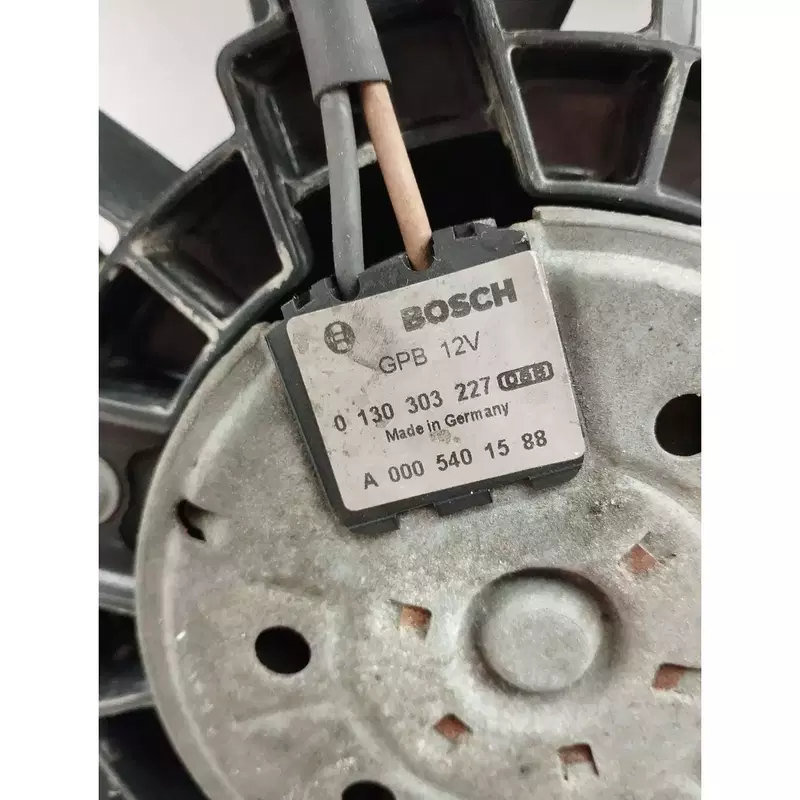 BOSCH
GPB 12V
0 130 303 227
Made in Germany
A 000 540 15 88